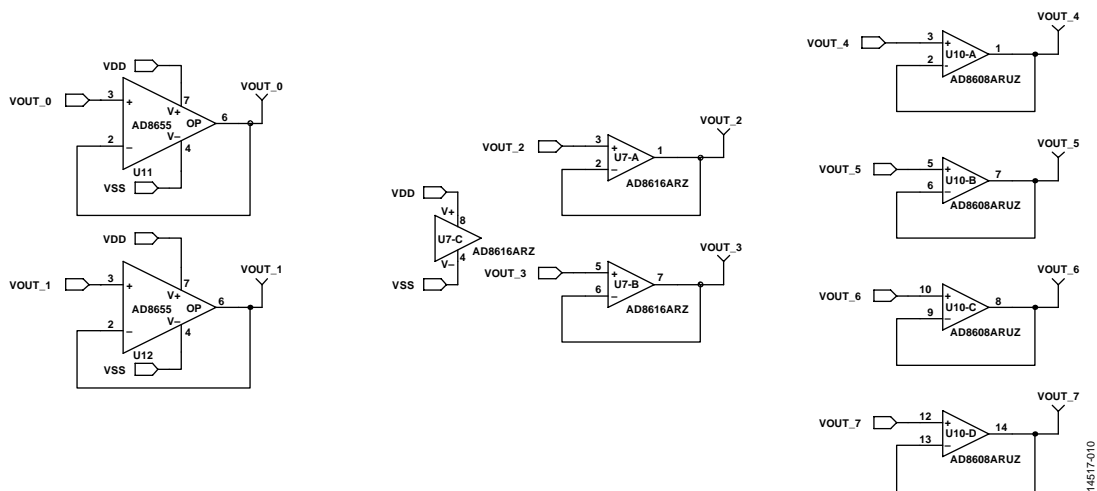 VDD
VOUT_0
3
+
7
V+
AD8655
OP
6
VOUT_0
2
−
V−
4
U11
VSS
VDD
VOUT_1
3
+
7
V+
AD8655
OP
6
VOUT_1
2
−
V−
4
U12
VSS
VDD
V+
8
U7-C
AD8616ARZ
V−
4
VSS
VOUT_2
3
+
U7-A
1
VOUT_2
2
−
AD8616ARZ
VOUT_3
5
+
U7-B
7
VOUT_3
6
−
AD8616ARZ
VOUT_4
3
+
U10-A
1
VOUT_4
2
-
AD8608ARUZ
VOUT_5
5
+
U10-B
7
VOUT_5
6
−
AD8608ARUZ
VOUT_6
10
+
U10-C
8
VOUT_6
9
−
AD8608ARUZ
VOUT_7
12
+
U10-D
14
VOUT_7
13
−
AD8608ARUZ
14517-010